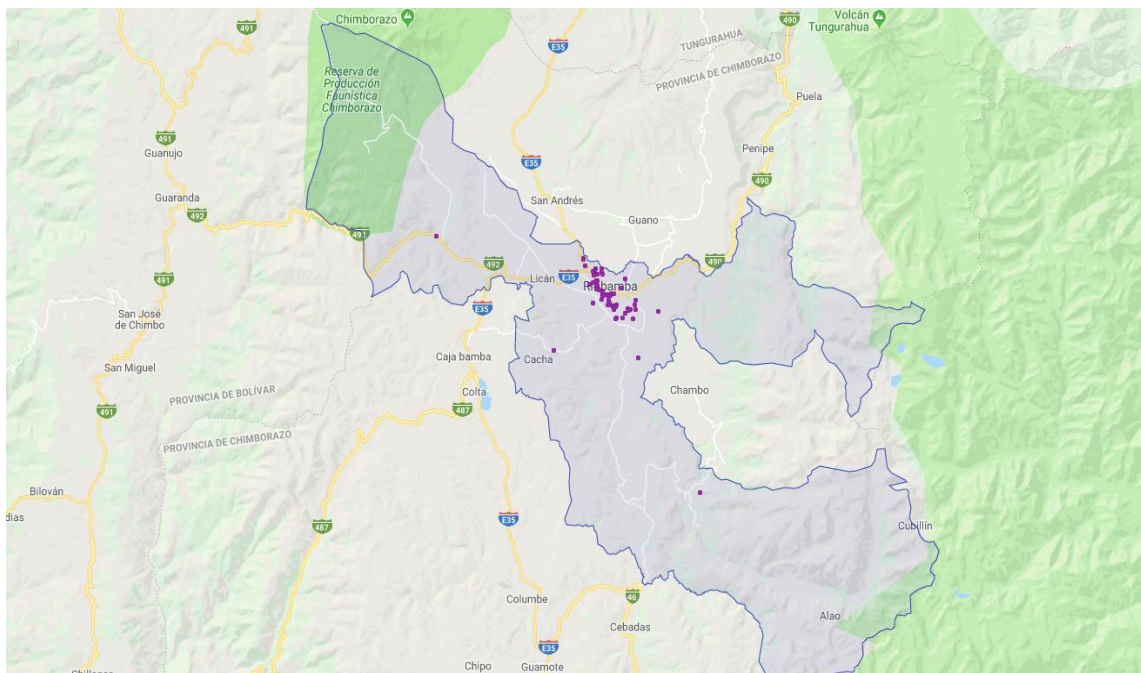 Chimborazo
491
490
Volcán
Tungurahua
E35
TUNGURAHUA
PROVINCIA DE CHIMBORAZO
Reserva de
Producción
Faunística
Chimborazo
Puela
491
Guanujo
Penipe
E35
490
Guaranda
492
San Andrés
Guano
491
492
490
Licán
E35
Riobamba
491
E35
San José
de Chimbo
Caja bamba
Cacha
San Miguel
Chambo
PROVINCIA DE BOLÍVAR
Colta
491
487
PROVINCIA DE CHIMBORAZO
Bilován
dias
E35
487
Cubillín
Columbe
46
Alao
Cebadas
E35
Chipo
Guamote